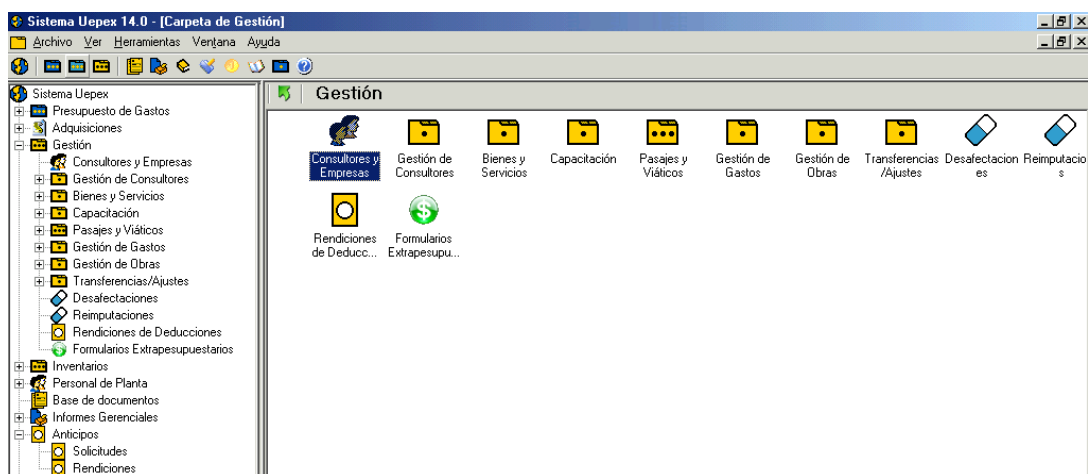 Sistema Uepex 14.0 - [Carpeta de Gestión]
Archivo Ver Herramientas Ventana Ayuda
Sistema Uepex
Presupuesto de Gastos
Adquisiciones
Gestión
Consultores y Empresas
Gestión de Consultores
Bienes y Servicios
Capacitación
Pasajes y Viáticos
Gestión de Gastos
Gestión de Obras
Transferencias/Ajustes
Desafectaciones
Reimputaciones
Rendiciones de Deducciones
Formularios Extrapesupuestarios
Inventarios
Personal de Planta
Base de documentos
Informes Gerenciales
Anticipos
Solicitudes
Rendiciones
Gestión
Consultores y
Empresas
Gestión de
Consultores
Bienes y
Servicios
Capacitación
Pasajes y
Viáticos
Gestión de
Gastos
Gestión de
Obras
Transferencias
/Ajustes
Desafectacion
es
Reimputacio
s
Rendiciones
de Deducc...
Formularios
Extrapesupu...